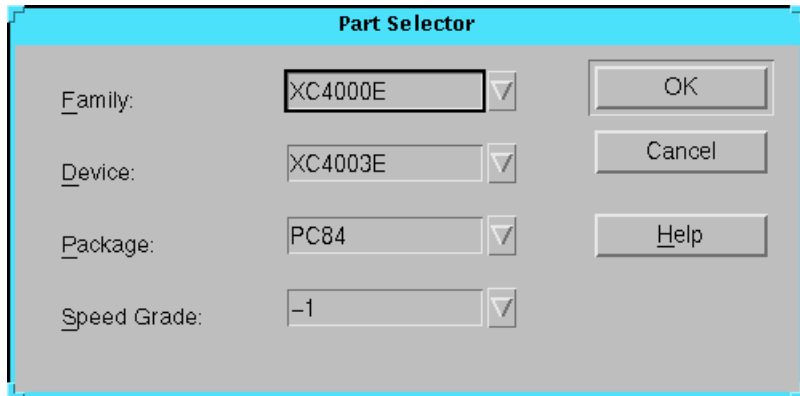 Part Selector
Family: XC4000E OK
Device: XC4003E Cancel
Package: PC84 Help
Speed Grade: −1